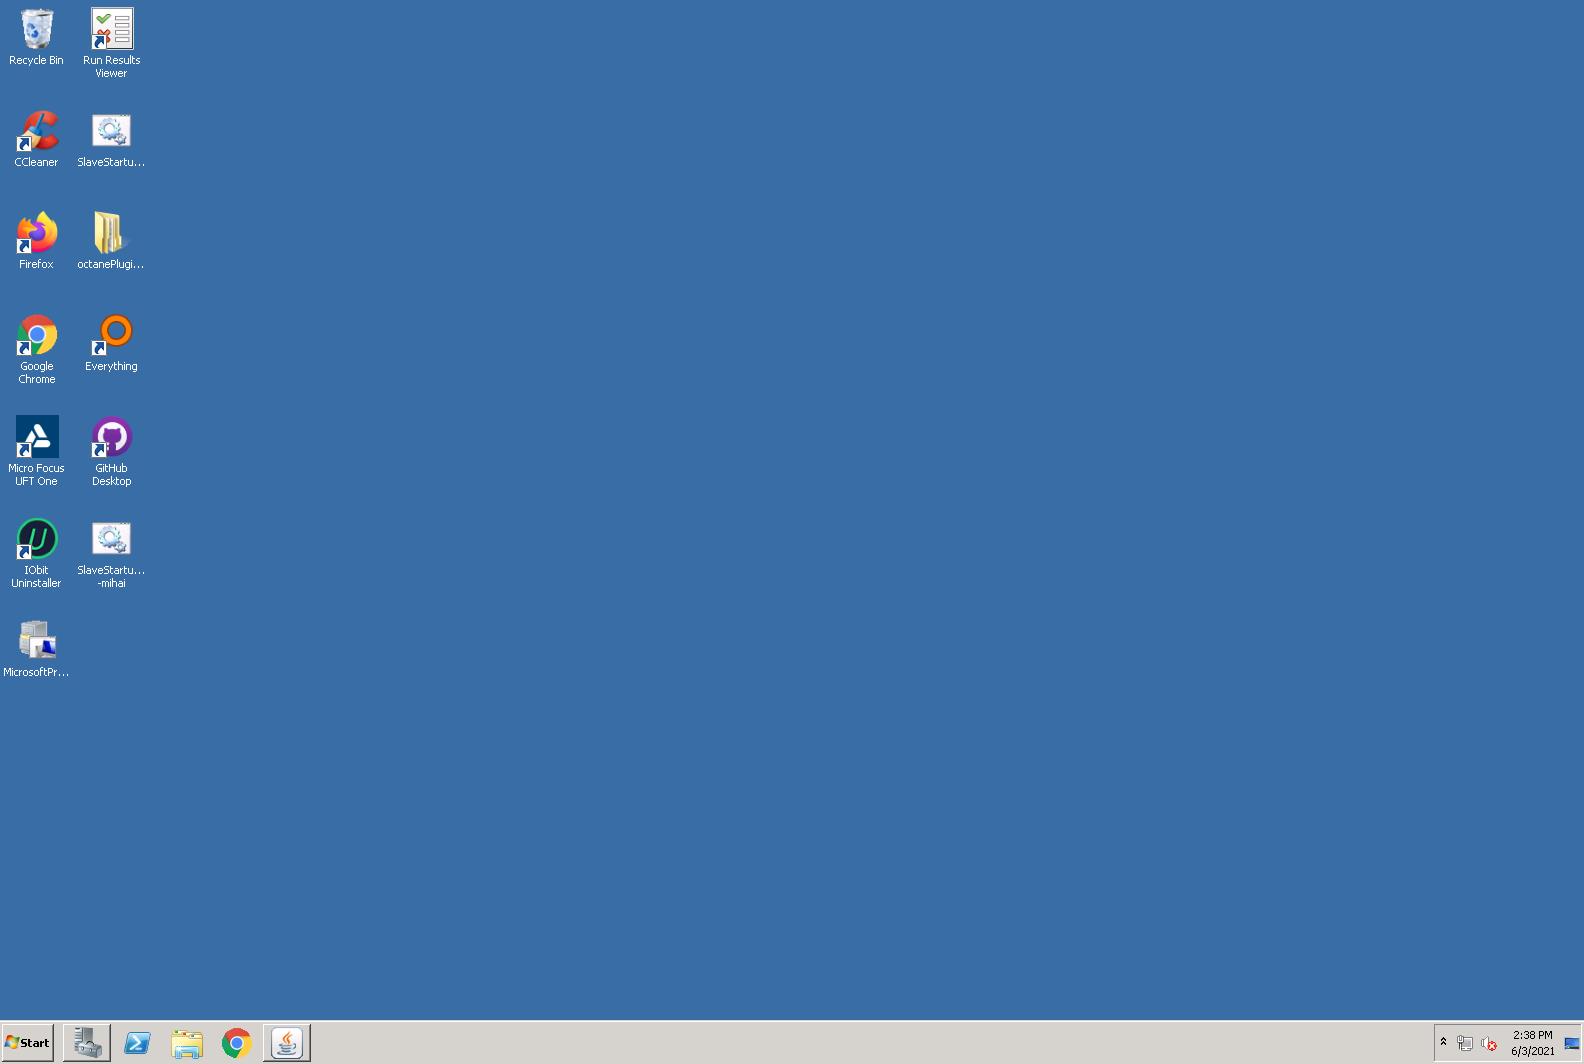 Recycle Bin
Run Results
Viewer
CCleaner
SlaveStartu...
Firefox
octanePlugi...
Google
Chrome
Everything
Micro Focus
UFT One
GitHub
Desktop
IObit
Uninstaller
SlaveStartu...
-mihai
MicrosoftPr...
Start
2:38 PM
6/3/2021